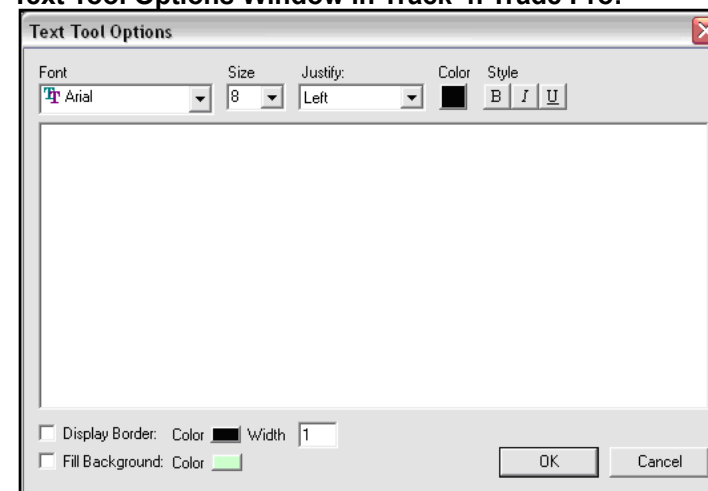 Text Tool Options Window in Track 'n Trade Pro.
Text Tool Options
Font Size Justify: Color Style
Arial 8 Left B I U
Display Border: Color Width 1
Fill Background: Color
OK Cancel